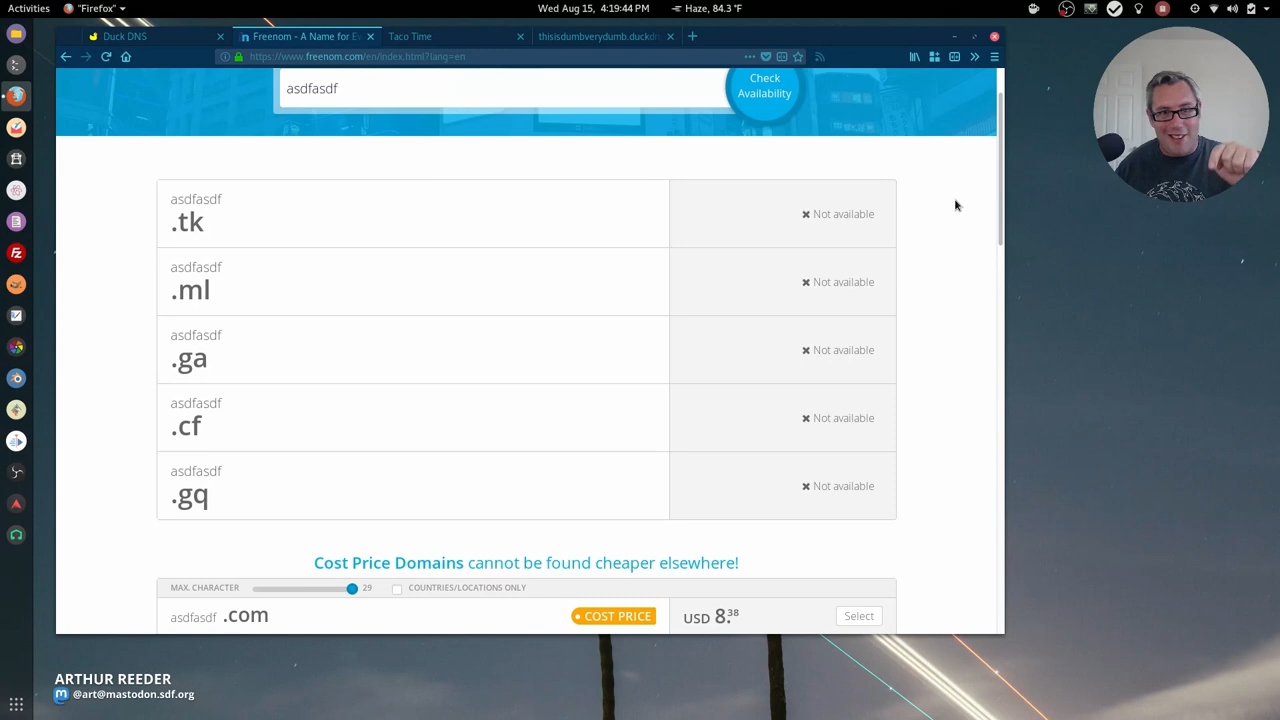 Activities
"Firefox"
Wed Aug 15, 4:19:44 PM
Haze, 84.3 °F
Duck DNS
Freenom - A Name for Ev
Taco Time
thisisdumbverydumb.duckd
https://www.freenom.com/en/index.html?lang=en
asdfasdf
Check
Availability
asdfasdf
.tk
Not available
asdfasdf
.ml
Not available
asdfasdf
.ga
Not available
asdfasdf
.cf
Not available
asdfasdf
.gq
Not available
Cost Price Domains cannot be found cheaper elsewhere!
MAX. CHARACTER 29 COUNTRIES/LOCATIONS ONLY
asdfasdf .com • COST PRICE USD 8.38 Select
ARTHUR REEDER
@art@mastodon.sdf.org